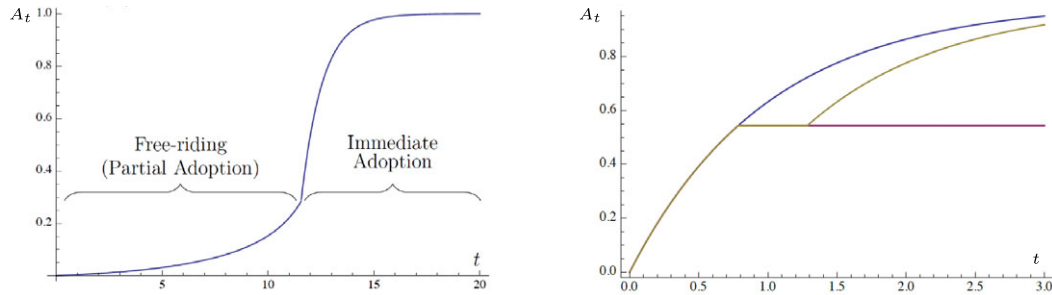 A_t 1.0
0.8
0.6
0.4
0.2
Free-riding
(Partial Adoption)
Immediate
Adoption
t
5 10 15 20
A_t
0.8
0.6
0.4
0.2
0.0
0.0 0.5 1.0 1.5 2.0 2.5 3.0
t